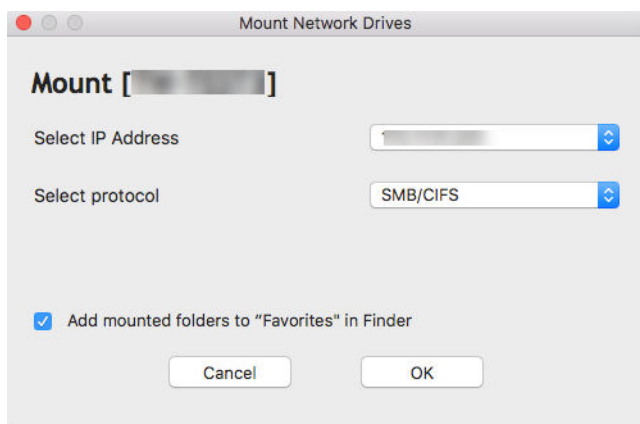 Mount Network Drives
Mount [ ]
Select IP Address
Select protocol SMB/CIFS
Add mounted folders to “Favorites" in Finder
Cancel OK